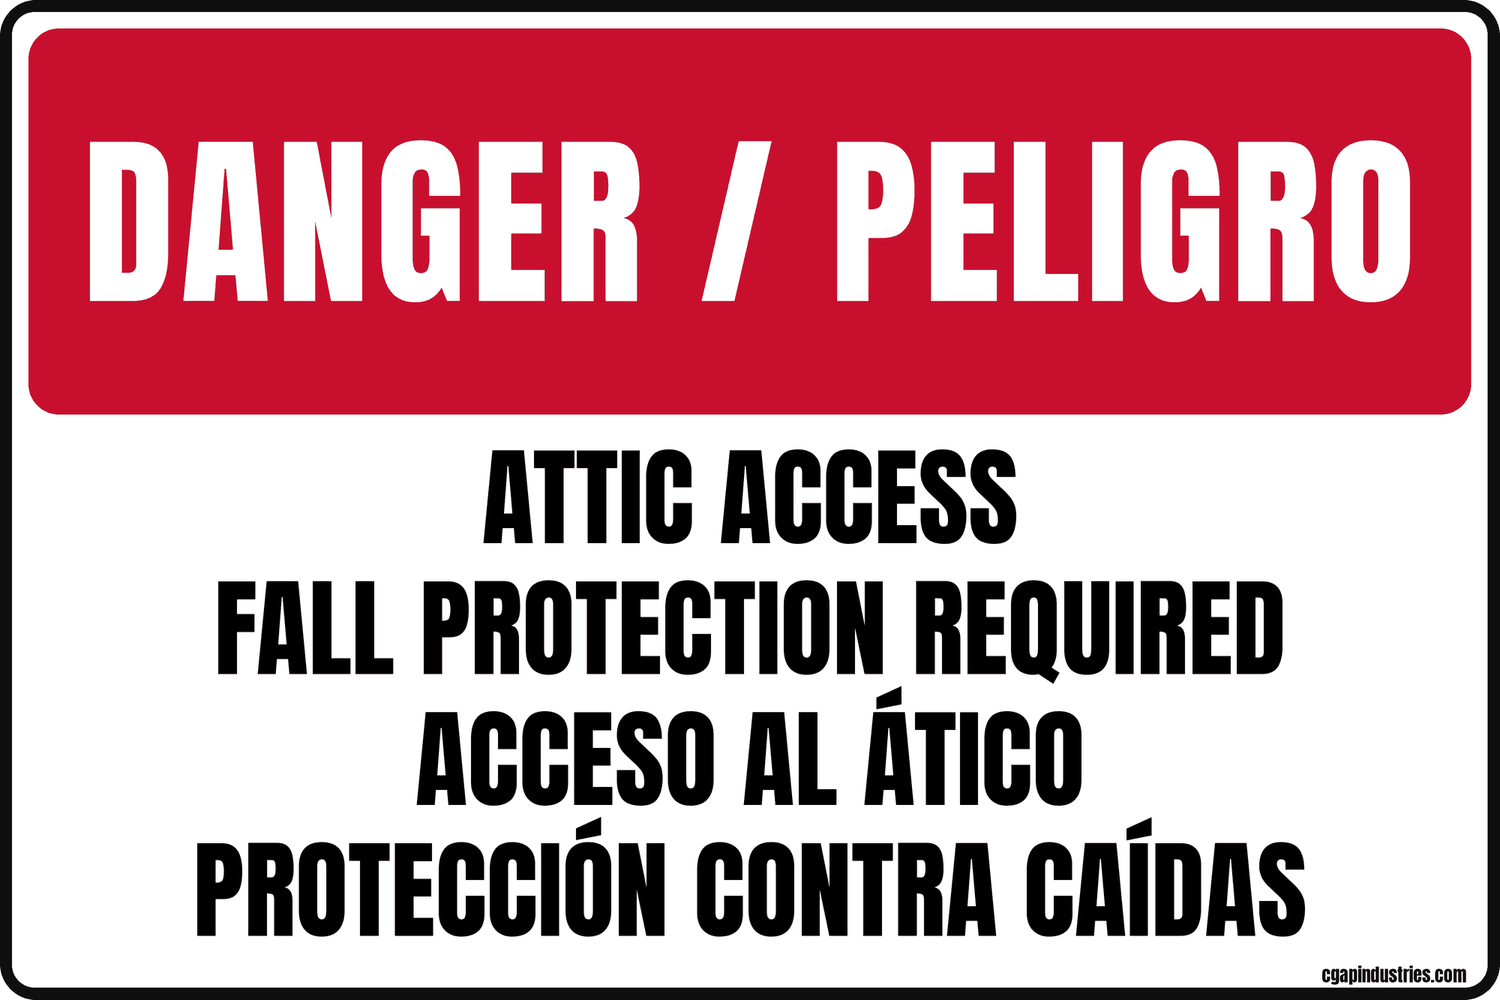 DANGER / PELIGRO
ATTIC ACCESS
FALL PROTECTION REQUIRED
ACCESO AL ÁTICO
PROTECCIÓN CONTRA CAÍDAS
cgapindustries.com